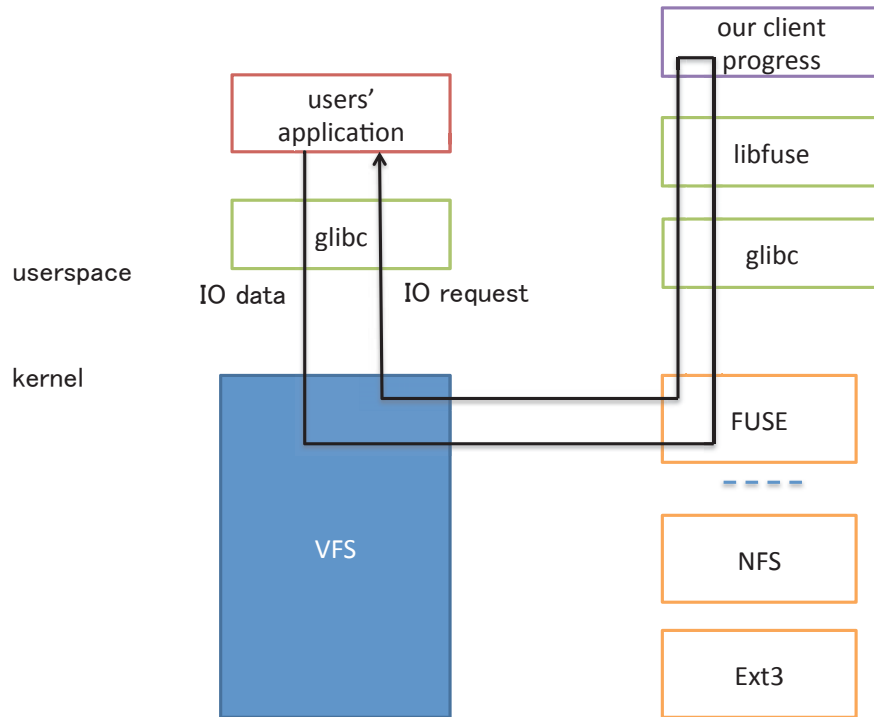 our client
progress
users'
application
libfuse
glibc
glibc
userspace
IO data
IO request
kernel
FUSE
VFS
NFS
Ext3